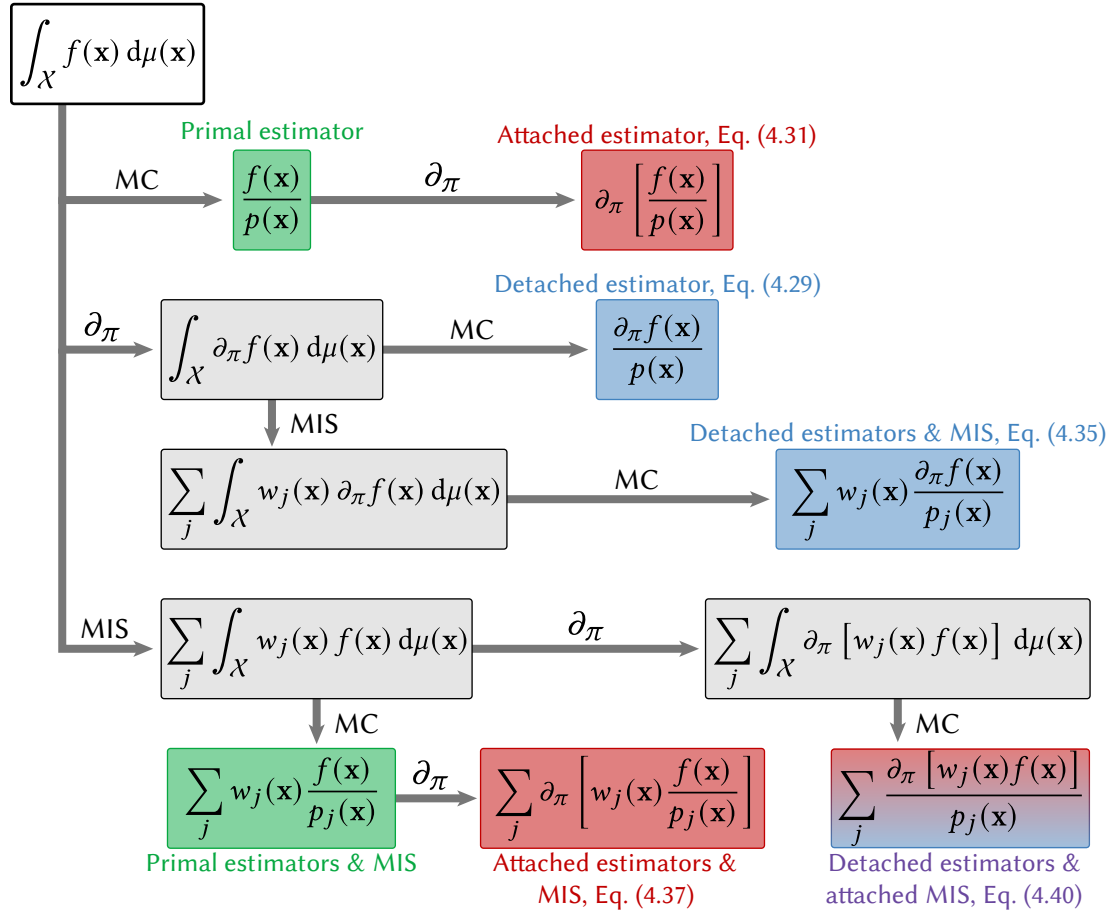 ∫_𝒳 f(𝐱) dμ(𝐱)
Primal estimator
Attached estimator, Eq. (4.31)
MC
f(𝐱)/p(𝐱)
∂_π
∂_π [f(𝐱)/p(𝐱)]
Detached estimator, Eq. (4.29)
∂_π
∫_𝒳 ∂_π f(𝐱) dμ(𝐱)
MC
∂_π f(𝐱)/p(𝐱)
MIS
Detached estimators & MIS, Eq. (4.35)
∑_j ∫_𝒳 w_j(𝐱) ∂_π f(𝐱) dμ(𝐱)
MC
∑_j w_j(𝐱) ∂_π f(𝐱)/p_j(𝐱)
MIS
∑_j ∫_𝒳 w_j(𝐱) f(𝐱) dμ(𝐱)
∂_π
∑_j ∫_𝒳 ∂_π [w_j(𝐱) f(𝐱)] dμ(𝐱)
MC
MC
∑_j w_j(𝐱) f(𝐱)/p_j(𝐱)
∂_π
∑_j ∂_π [w_j(𝐱) f(𝐱)/p_j(𝐱)]
∑_j ∂_π [w_j(𝐱)f(𝐱)]/p_j(𝐱)
Primal estimators & MIS
Attached estimators &
MIS, Eq. (4.37)
Detached estimators &
attached MIS, Eq. (4.40)